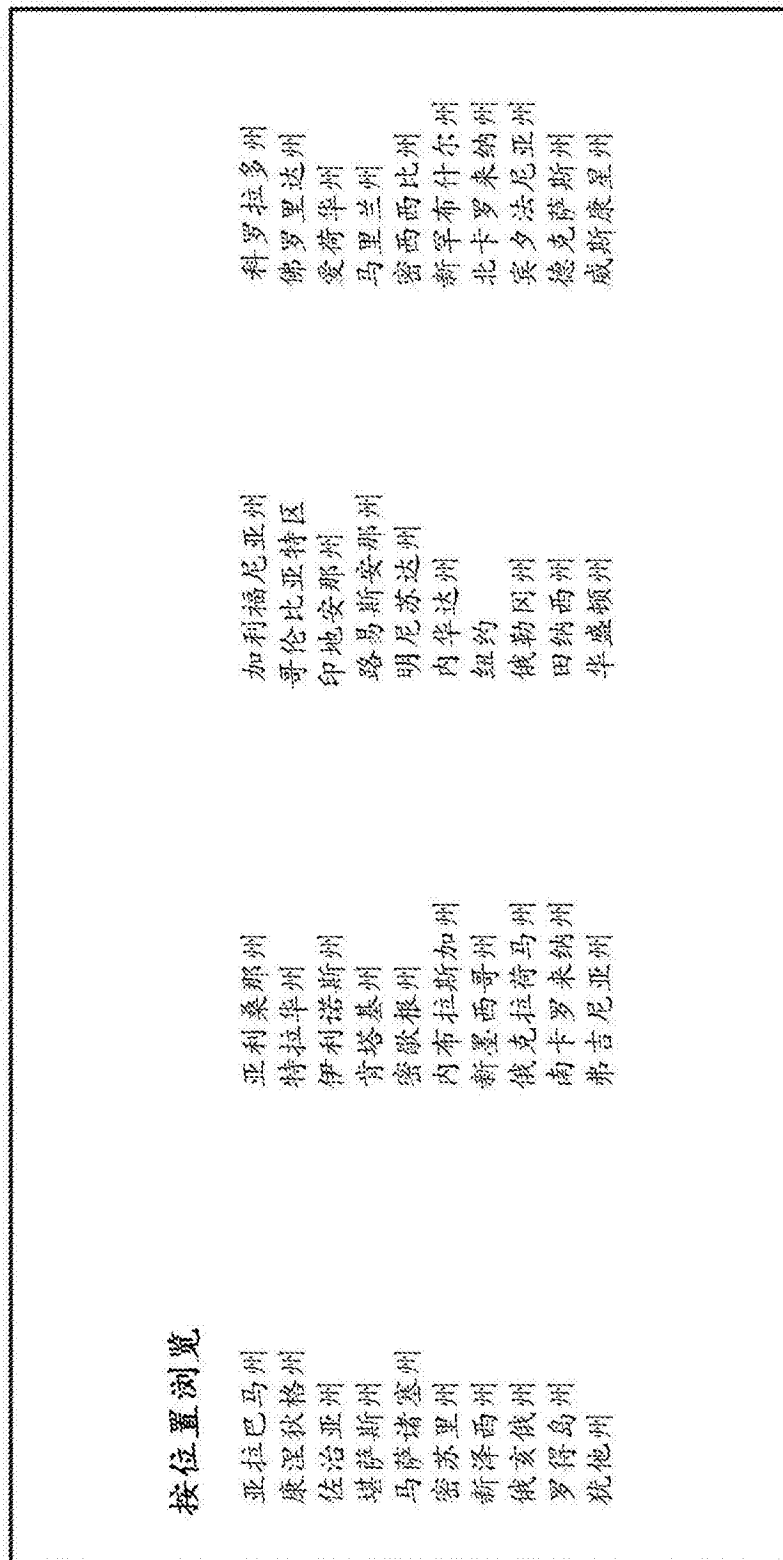 按位置浏览
亚拉巴马州 亚利桑那州 加利福尼亚州 科罗拉多州
康涅狄格州 特拉华州 哥伦比亚特区 佛罗里达州
佐治亚州 伊利诺斯州 印地安那州 爱荷华州
堪萨斯州 肯塔基州 路易斯安那州 马里兰州
马萨诸塞州 密歇根州 明尼苏达州 密西西比州
密苏里州 内布拉斯加州 内华达州 新罕布什尔州
新泽西州 新墨西哥州 纽约 北卡罗来纳州
俄亥俄州 俄克拉荷马州 俄勒冈州 宾夕法尼亚州
罗得岛州 南卡罗来纳州 田纳西州 德克萨斯州
犹他州 弗吉尼亚州 华盛顿州 威斯康星州